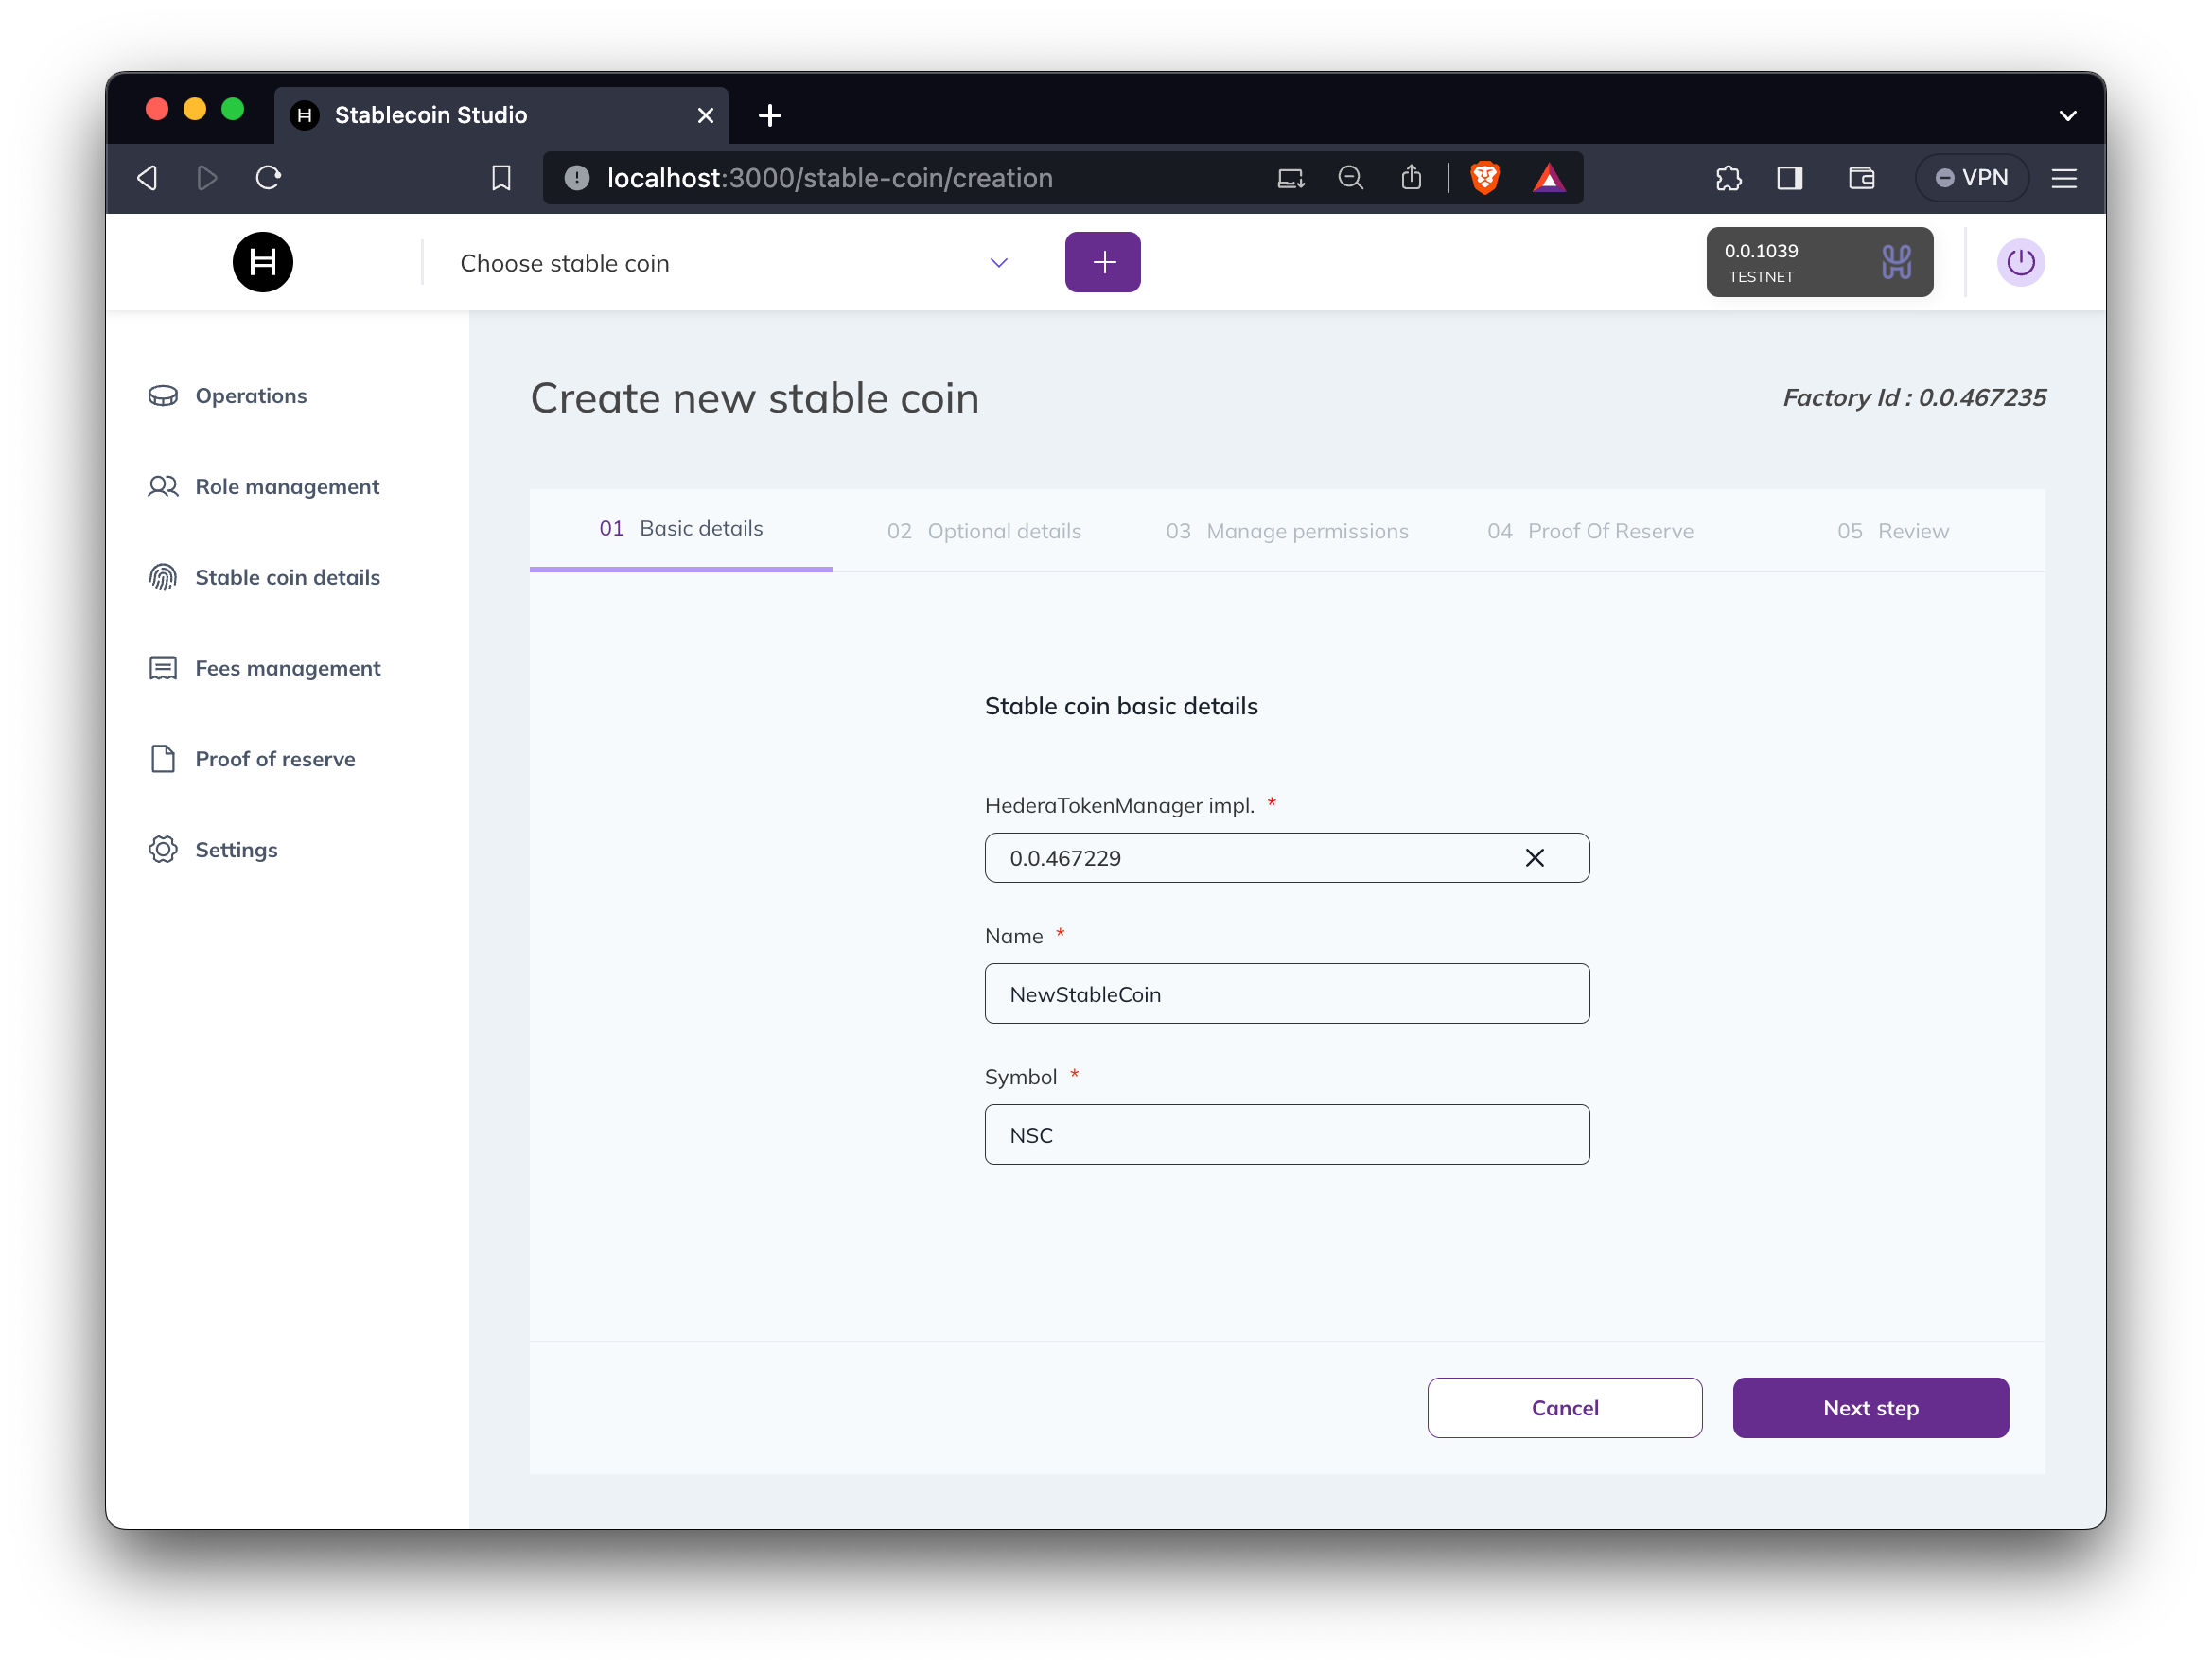 Stablecoin Studio
localhost:3000/stable-coin/creation
VPN
Choose stable coin
0.0.1039
TESTNET
Operations
Role management
Stable coin details
Fees management
Proof of reserve
Settings
Create new stable coin
Factory Id : 0.0.467235
01 Basic details
02 Optional details
03 Manage permissions
04 Proof Of Reserve
05 Review
Stable coin basic details
HederaTokenManager impl. *
0.0.467229
Name *
NewStableCoin
Symbol *
NSC
Cancel
Next step